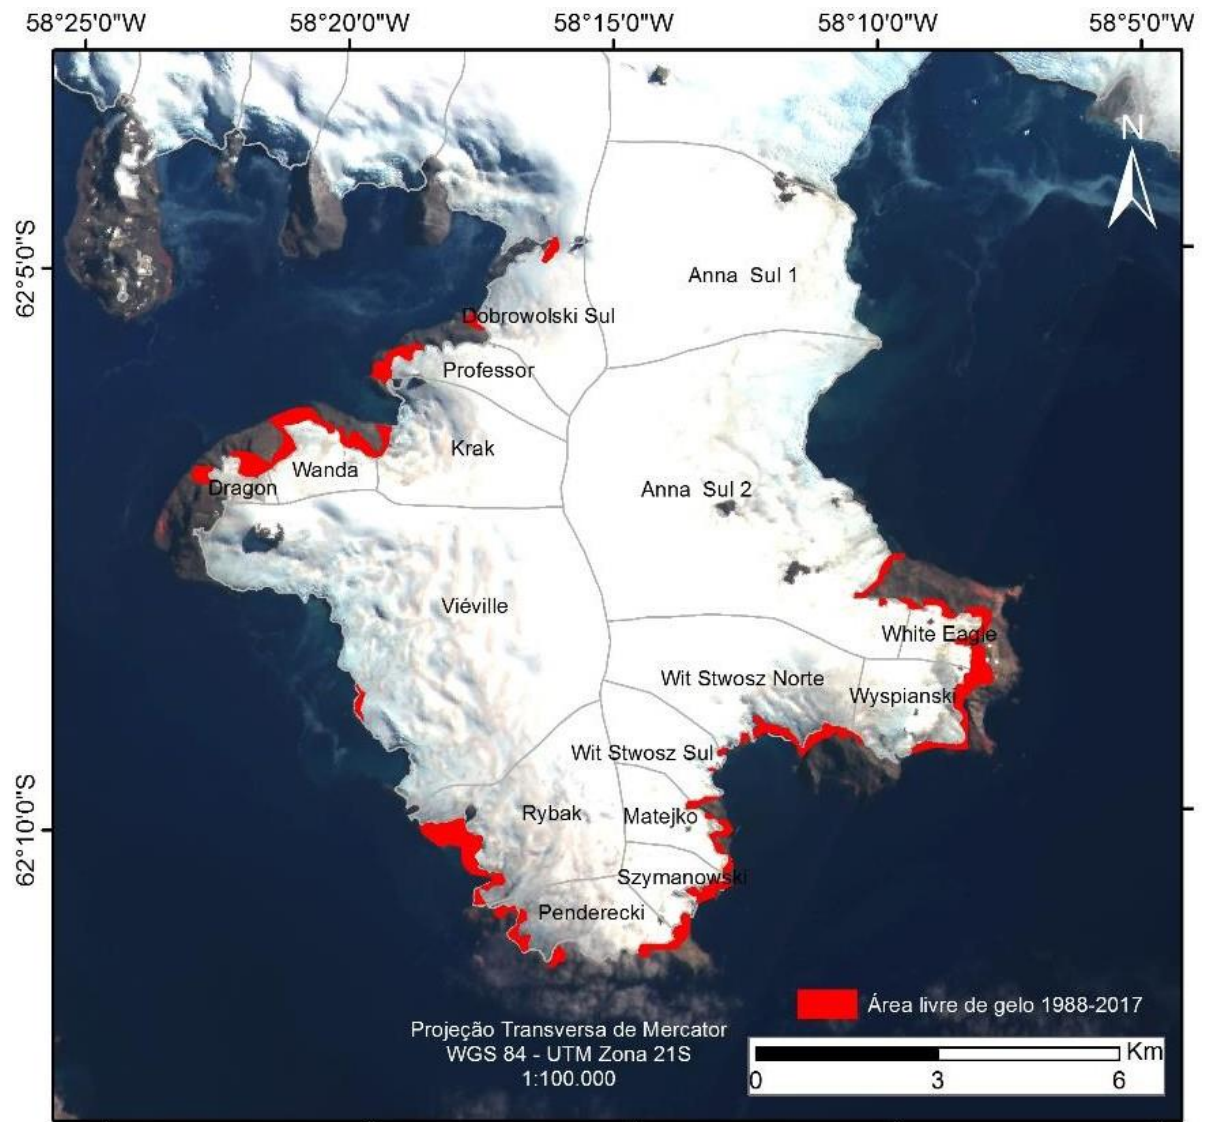 58°25'0"W 58°20'0"W 58°15'0"W 58°10'0"W 58°5'0"W
N
62°5'0"S
Anna Sul 1
Dobrowolski Sul
Professor
Krak
Wanda
Dragon
Anna Sul 2
Viéville
White Eagle
Wit Stwosz Norte
Wyspianski
Wit Stwosz Sul
Rybak
Matejko
62°10'0"S
Szymanowski
Penderecki
Área livre de gelo 1988-2017
Projeção Transversa de Mercator
WGS 84 - UTM Zona 21S
1:100.000
Km
0 3 6